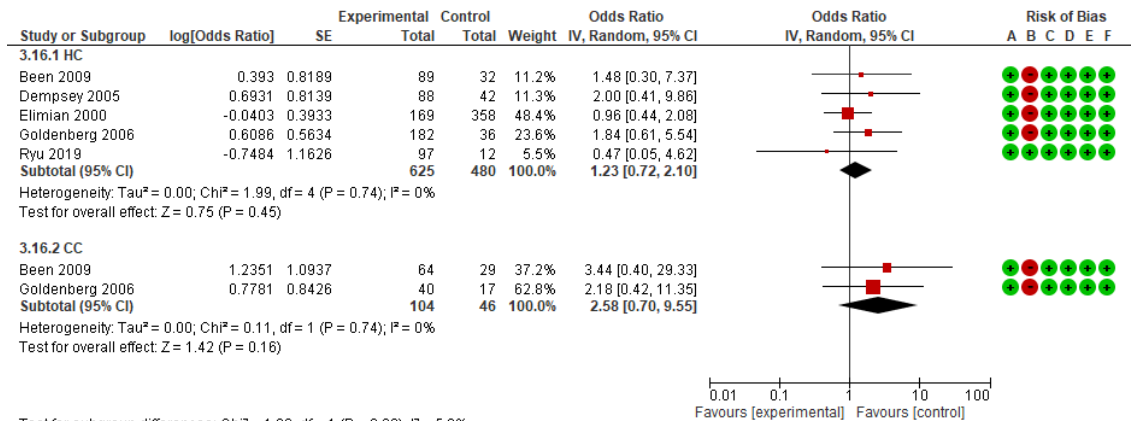 Experimental Control Odds Ratio Odds Ratio Risk of Bias
Study or Subgroup log[Odds Ratio] SE Total Total Weight IV, Random, 95% CI IV, Random, 95% CI A B C D E F
3.16.1 HC
Been 2009 0.393 0.8189 89 32 11.2% 1.48 [0.30, 7.37] + - + + + +
Dempsey 2005 0.6931 0.8139 88 42 11.3% 2.00 [0.41, 9.86] + - + + + +
Elimian 2000 -0.0403 0.3933 169 358 48.4% 0.96 [0.44, 2.08] + - + + + +
Goldenberg 2006 0.6086 0.5634 182 36 23.6% 1.84 [0.61, 5.54] + - + + + +
Ryu 2019 -0.7484 1.1626 97 12 5.5% 0.47 [0.05, 4.62] + + + + + +
Subtotal (95% CI) 625 480 100.0% 1.23 [0.72, 2.10]
Heterogeneity: Tau² = 0.00; Chi² = 1.99, df = 4 (P = 0.74); I² = 0%
Test for overall effect: Z = 0.75 (P = 0.45)
3.16.2 CC
Been 2009 1.2351 1.0937 64 29 37.2% 3.44 [0.40, 29.33] + - + + + +
Goldenberg 2006 0.7781 0.8426 40 17 62.8% 2.18 [0.42, 11.35] + - + + + +
Subtotal (95% CI) 104 46 100.0% 2.58 [0.70, 9.55]
Heterogeneity: Tau² = 0.00; Chi² = 0.11, df = 1 (P = 0.74); I² = 0%
Test for overall effect: Z = 1.42 (P = 0.16)
0.01 0.1 1 10 100
Favours [experimental] Favours [control]